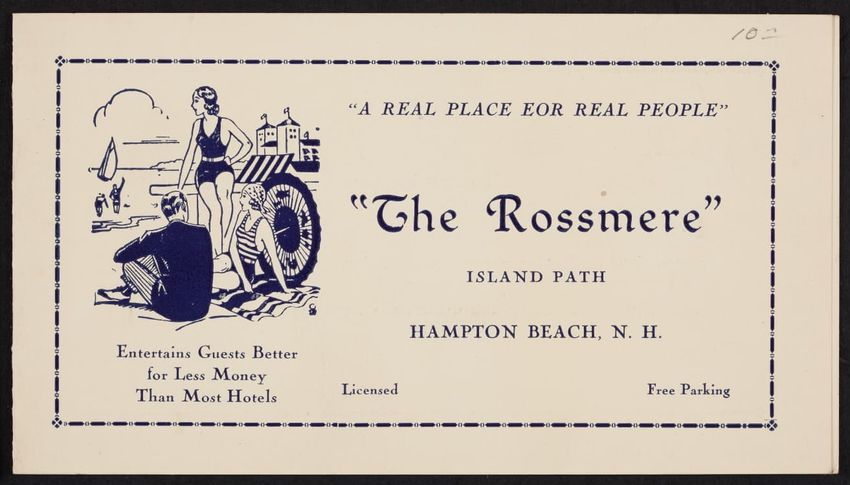 "A REAL PLACE EOR REAL PEOPLE"
"The Rossmere"
ISLAND PATH
HAMPTON BEACH, N. H.
Entertains Guests Better
for Less Money
Than Most Hotels
Licensed
Free Parking